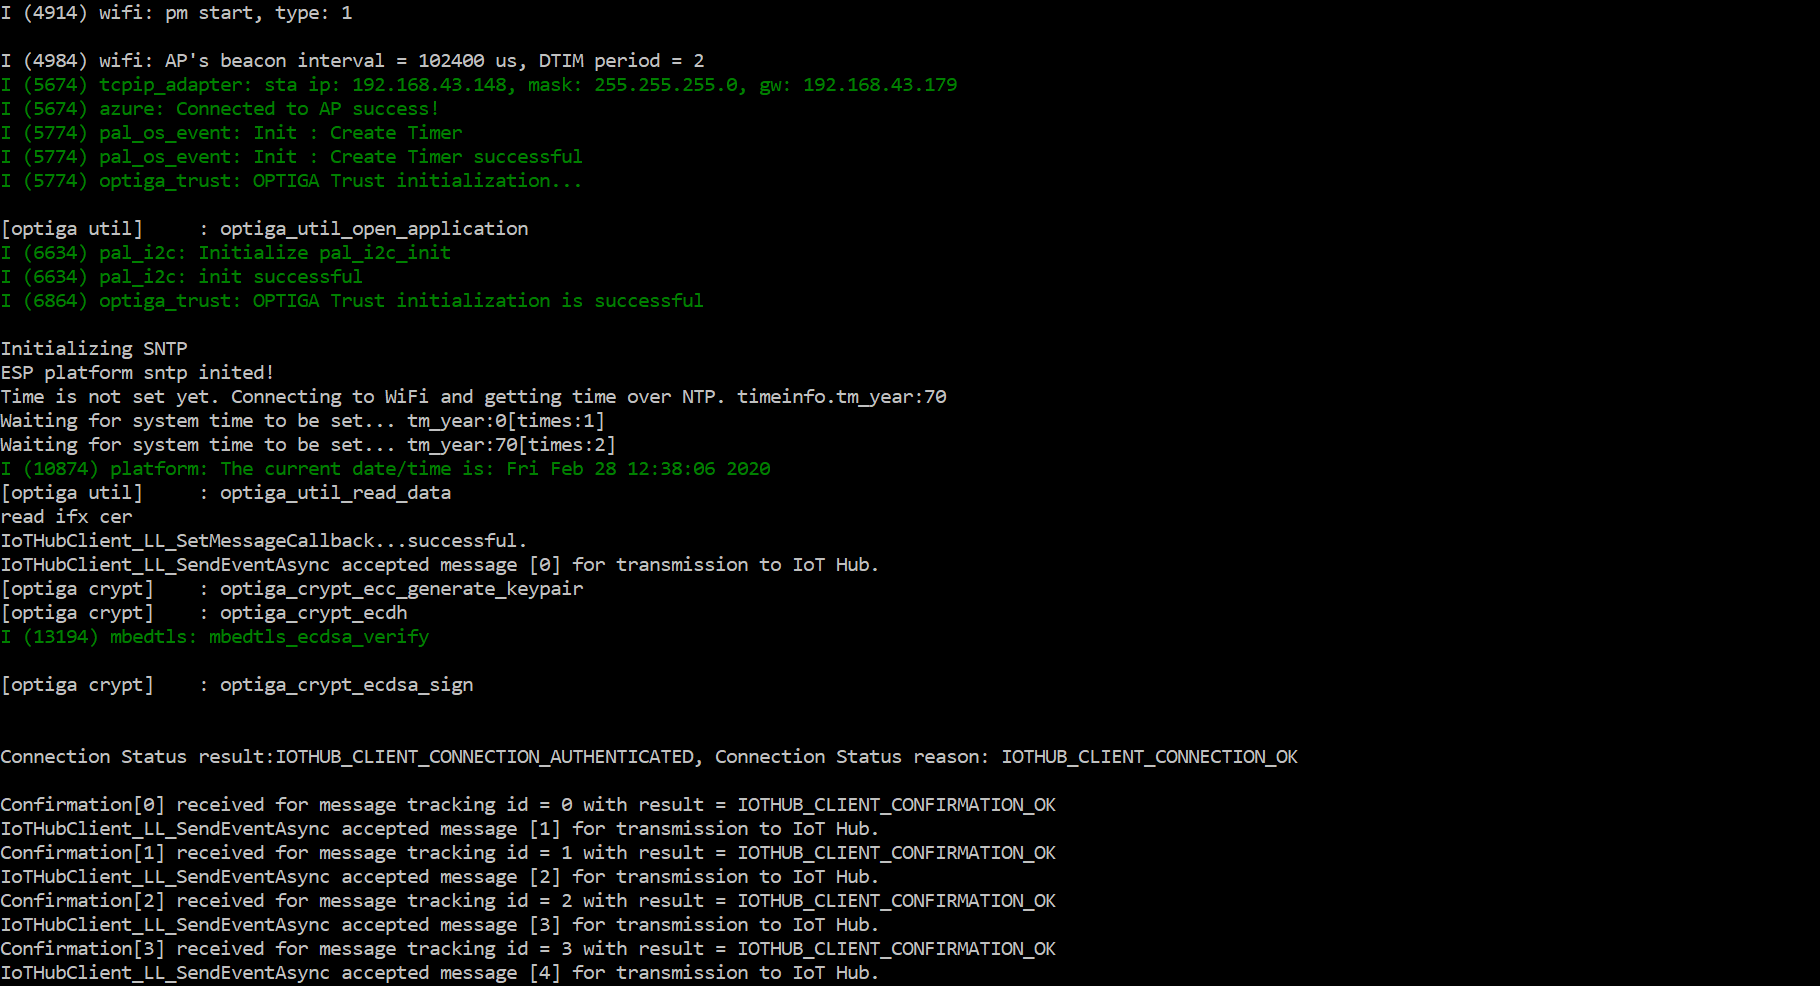 I (4914) wifi: pm start, type: 1
I (4984) wifi: AP's beacon interval = 102400 us, DTIM period = 2
I (5674) tcpip_adapter: sta ip: 192.168.43.148, mask: 255.255.255.0, gw: 192.168.43.179
I (5674) azure: Connected to AP success!
I (5774) pal_os_event: Init : Create Timer
I (5774) pal_os_event: Init : Create Timer successful
I (5774) optiga_trust: OPTIGA Trust initialization...
[optiga util]     : optiga_util_open_application
I (6634) pal_i2c: Initialize pal_i2c_init
I (6634) pal_i2c: init successful
I (6864) optiga_trust: OPTIGA Trust initialization is successful
Initializing SNTP
ESP platform sntp inited!
Time is not set yet. Connecting to WiFi and getting time over NTP. timeinfo.tm_year:70
Waiting for system time to be set... tm_year:0[times:1]
Waiting for system time to be set... tm_year:70[times:2]
I (10874) platform: The current date/time is: Fri Feb 28 12:38:06 2020
[optiga util]     : optiga_util_read_data
read ifx cer
IoTHubClient_LL_SetMessageCallback...successful.
IoTHubClient_LL_SendEventAsync accepted message [0] for transmission to IoT Hub.
[optiga crypt]    : optiga_crypt_ecc_generate_keypair
[optiga crypt]    : optiga_crypt_ecdh
I (13194) mbedtls: mbedtls_ecdsa_verify
[optiga crypt]    : optiga_crypt_ecdsa_sign
Connection Status result:IOTHUB_CLIENT_CONNECTION_AUTHENTICATED, Connection Status reason: IOTHUB_CLIENT_CONNECTION_OK
Confirmation[0] received for message tracking id = 0 with result = IOTHUB_CLIENT_CONFIRMATION_OK
IoTHubClient_LL_SendEventAsync accepted message [1] for transmission to IoT Hub.
Confirmation[1] received for message tracking id = 1 with result = IOTHUB_CLIENT_CONFIRMATION_OK
IoTHubClient_LL_SendEventAsync accepted message [2] for transmission to IoT Hub.
Confirmation[2] received for message tracking id = 2 with result = IOTHUB_CLIENT_CONFIRMATION_OK
IoTHubClient_LL_SendEventAsync accepted message [3] for transmission to IoT Hub.
Confirmation[3] received for message tracking id = 3 with result = IOTHUB_CLIENT_CONFIRMATION_OK
IoTHubClient_LL_SendEventAsync accepted message [4] for transmission to IoT Hub.